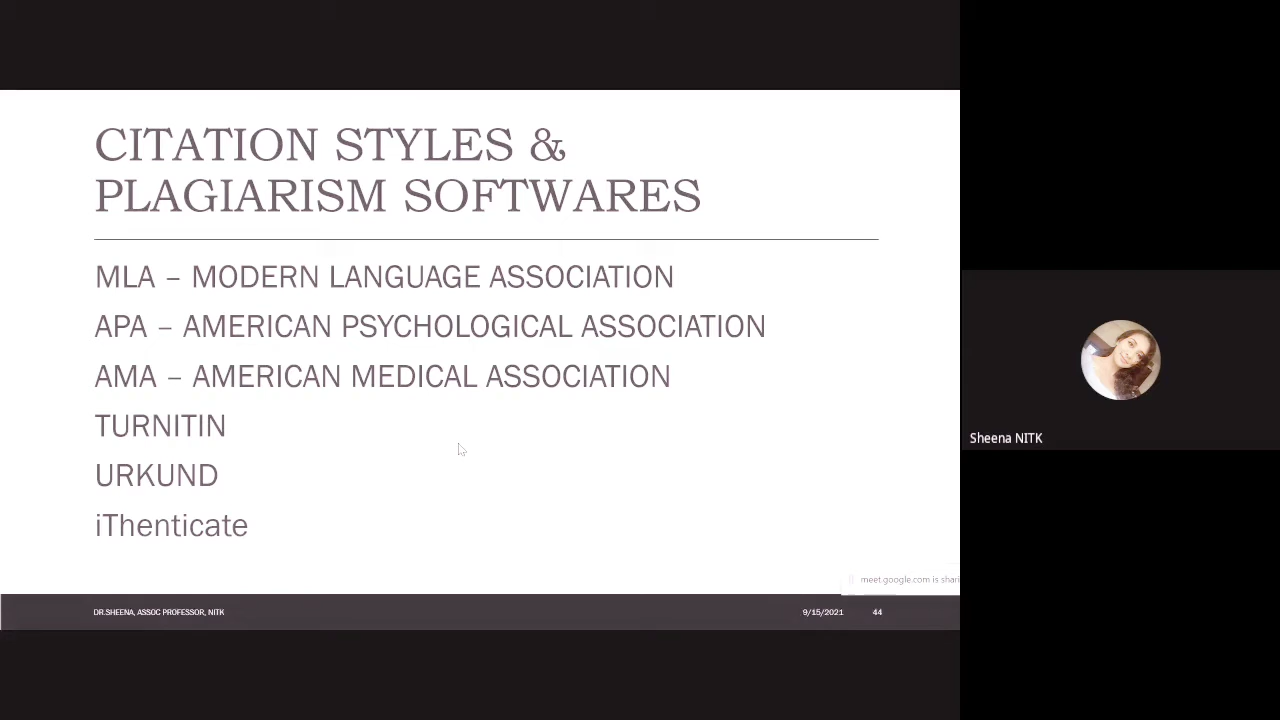 CITATION STYLES &
PLAGIARISM SOFTWARES
MLA – MODERN LANGUAGE ASSOCIATION
APA – AMERICAN PSYCHOLOGICAL ASSOCIATION
AMA – AMERICAN MEDICAL ASSOCIATION
TURNITIN
URKUND
iThenticate
meet.google.com is shari
DR.SHEENA, ASSOC PROFESSOR, NITK
9/15/2021 44
Sheena NITK